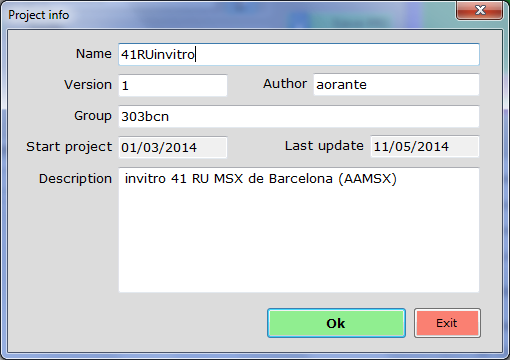 Project info
Name 41RUinvitro
Version 1 Author aorante
Group 303bcn
Start project 01/03/2014 Last update 11/05/2014
Description invitro 41 RU MSX de Barcelona (AAMSX)
Ok Exit